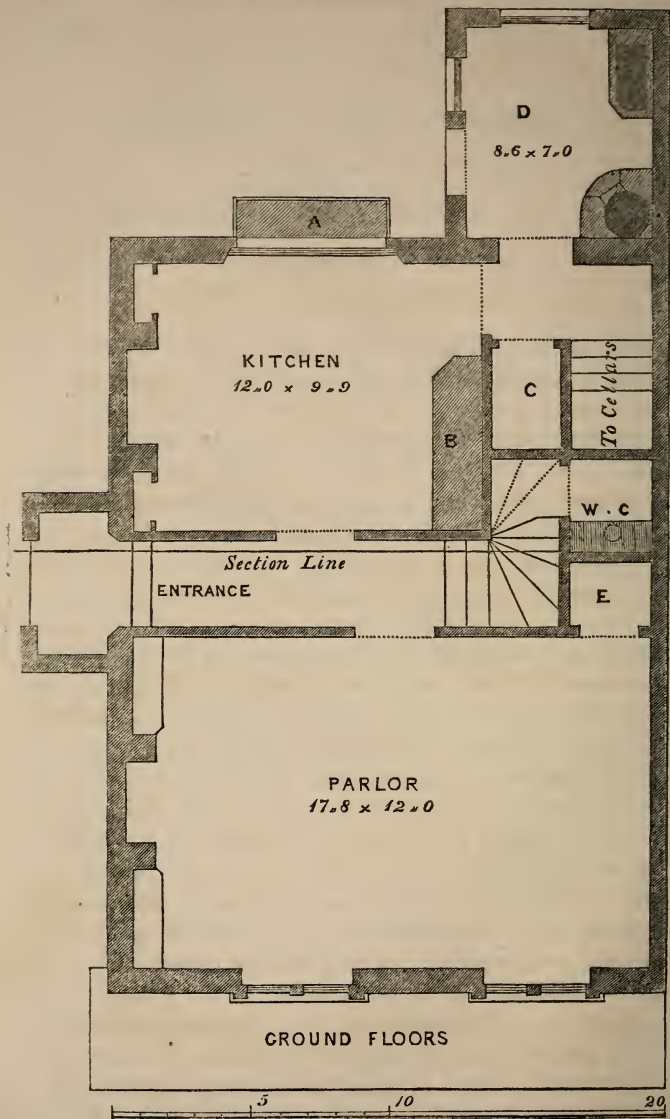 D
8„6 × 7„0
A
KITCHEN
12„0 × 9„9
C
To Cellars
B
W.C
Section Line
ENTRANCE
E
PARLOR
17„8 × 12„0
GROUND FLOORS
5 10 20